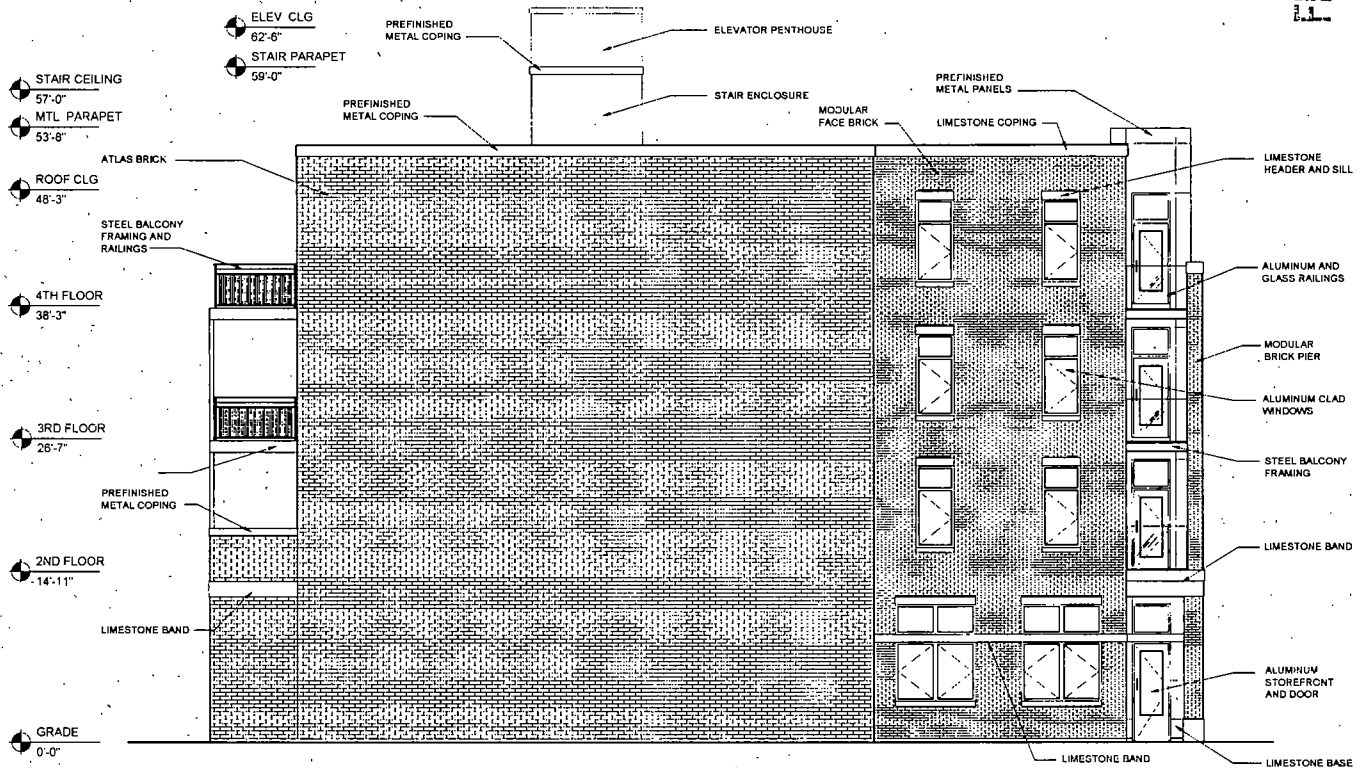 ELEV CLG
62'-6"
STAIR PARAPET
59'-0"
STAIR CEILING
57'-0"
MTL PARAPET
53'-8"
ROOF CLG
48'-3"
4TH FLOOR
38'-3"
3RD FLOOR
26'-7"
2ND FLOOR
14'-11"
GRADE
0'-0"
PREFINISHED
METAL COPING
ELEVATOR PENTHOUSE
STAIR ENCLOSURE
PREFINISHED
METAL COPING
ATLAS BRICK
STEEL BALCONY
FRAMING AND
RAILINGS
PREFINISHED
METAL COPING
LIMESTONE BAND
MODULAR
FACE BRICK
LIMESTONE COPING
PREFINISHED
METAL PANELS
LIMESTONE
HEADER AND SILL
ALUMINUM AND
GLASS RAILINGS
MODULAR
BRICK PIER
ALUMINUM CLAD
WINDOWS
STEEL BALCONY
FRAMING
LIMESTONE BAND
ALUMINUM
STOREFRONT
AND DOOR
LIMESTONE BAND
LIMESTONE BASE